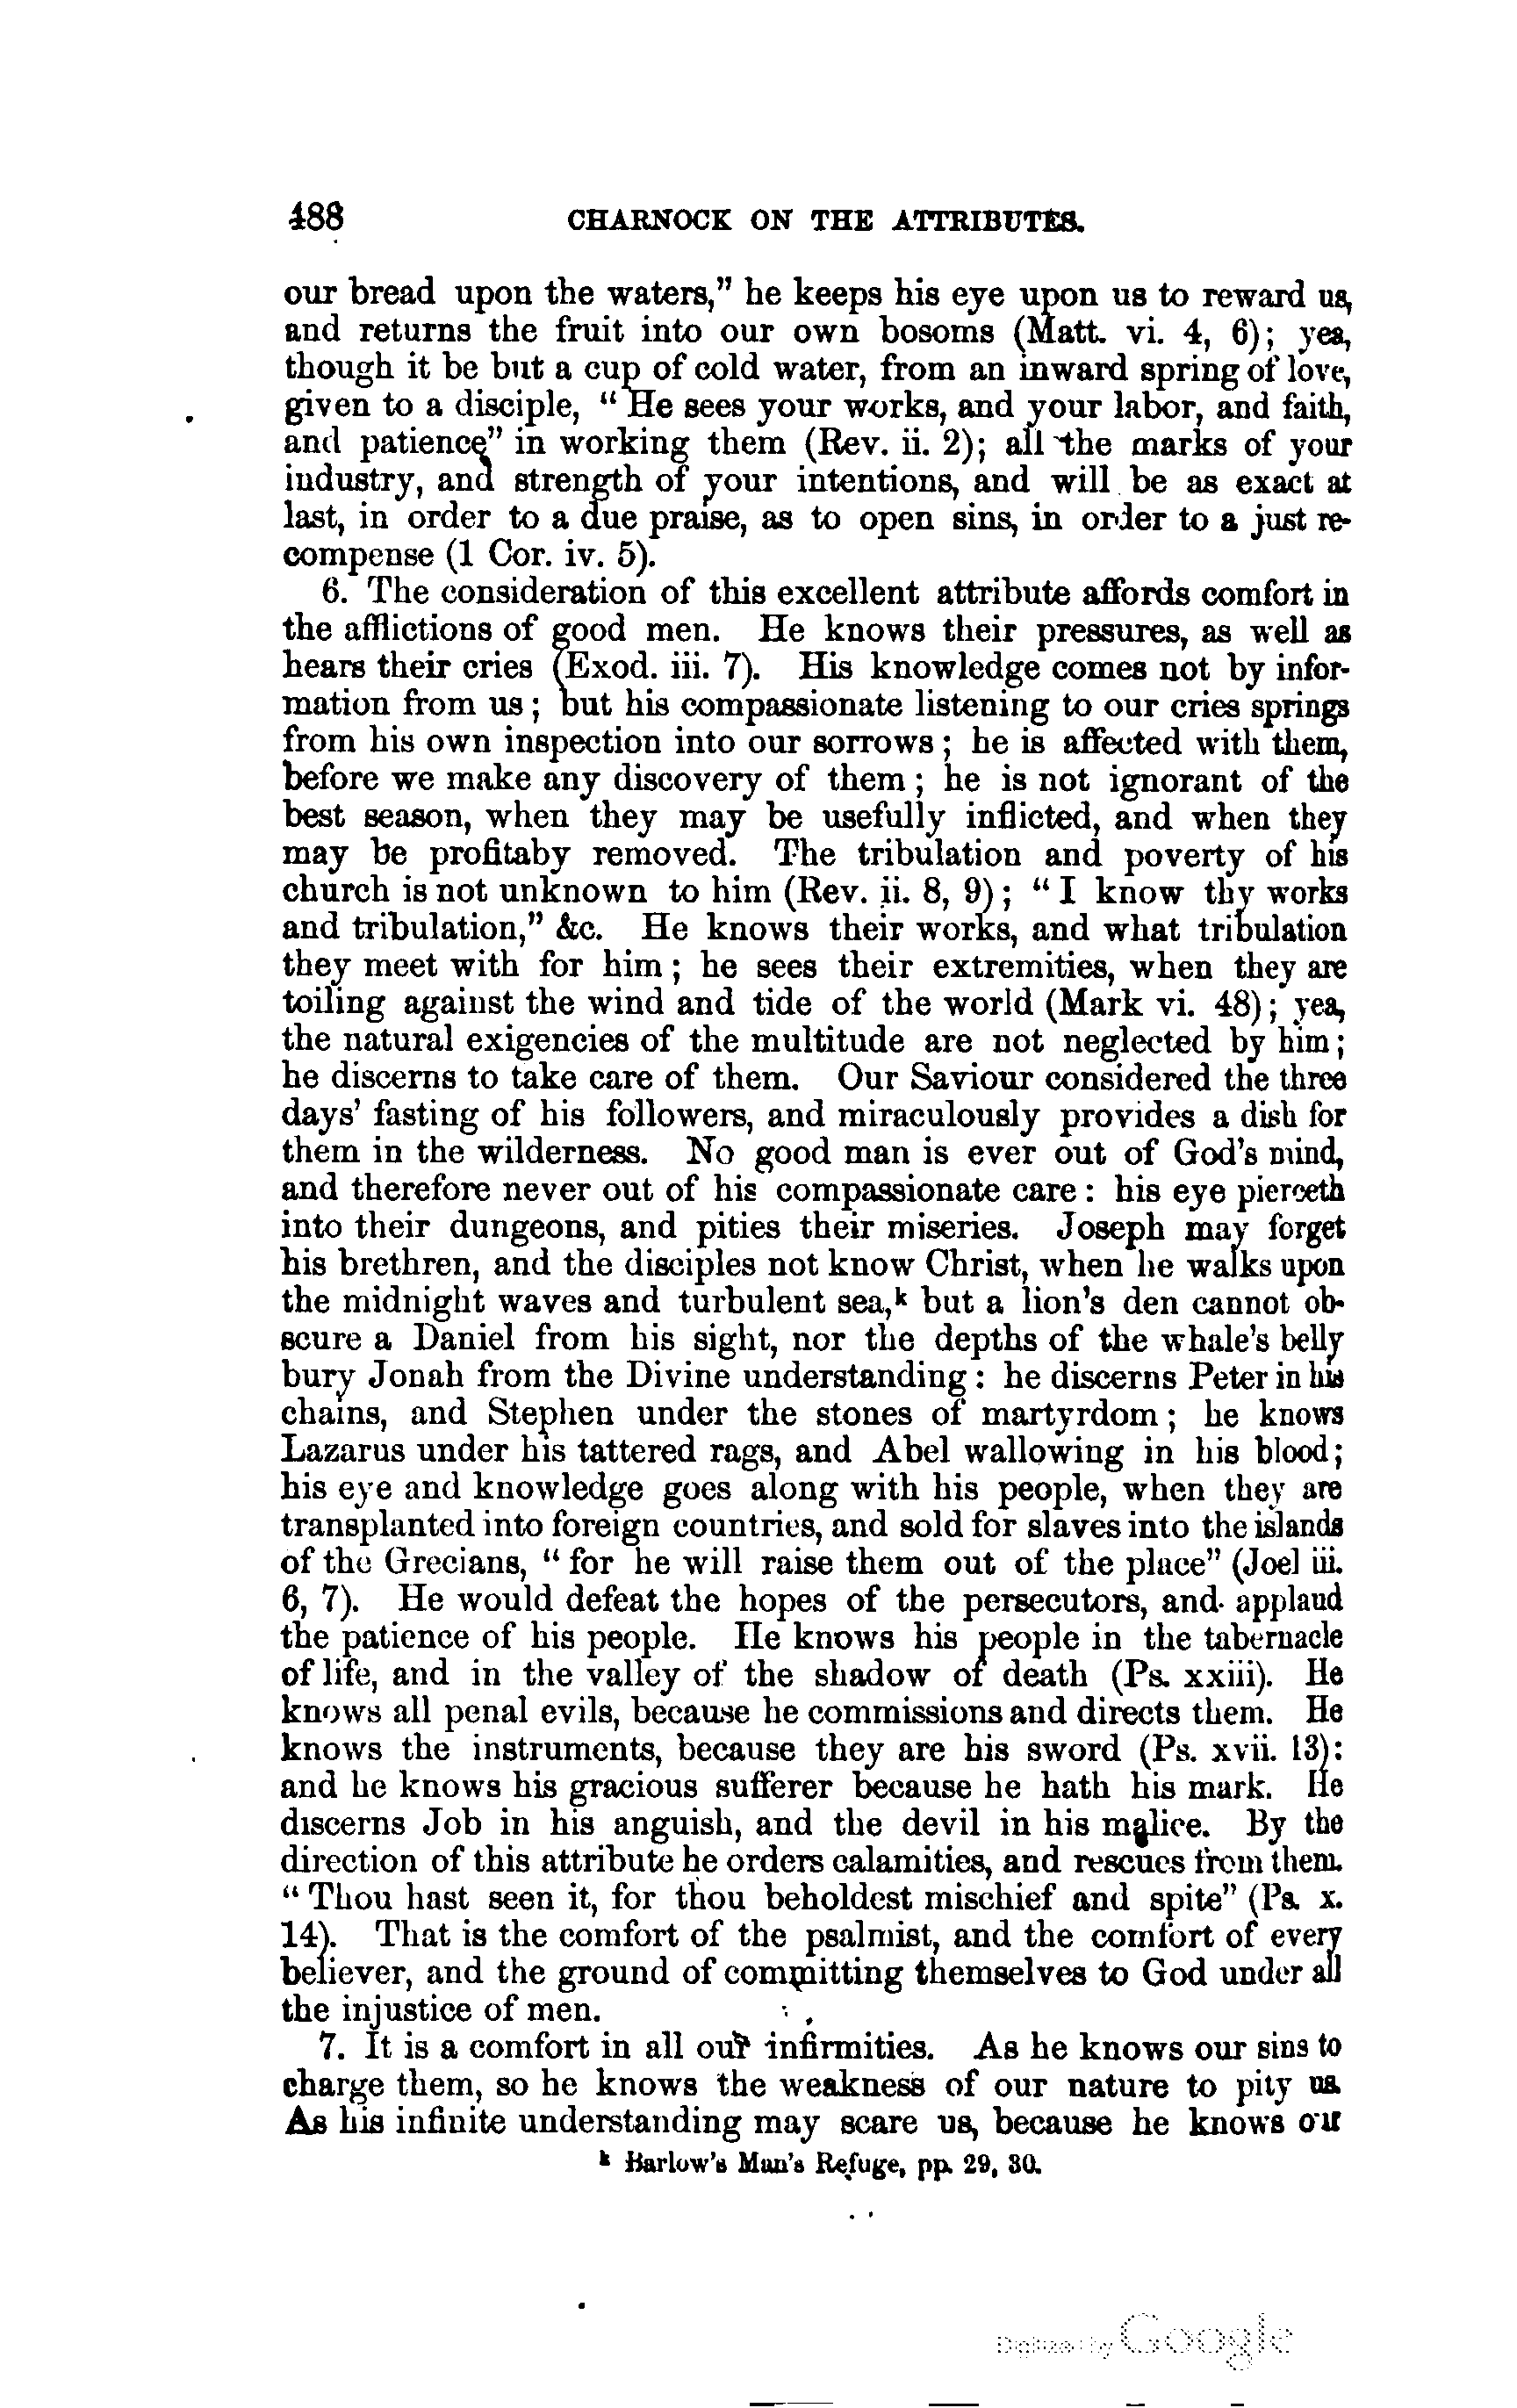 488 CHARNOCK ON THE ATTRIBUTES.
our bread upon the waters,” he keeps his eye upon us to reward us,
and returns the fruit into our own bosoms (Matt. vi. 4, 6); yea,
though it be but a cup of cold water, from an inward spring of love,
given to a disciple, “ He sees your works, and your labor, and faith,
and patience” in working them (Rev. ii. 2); all the marks of your
industry, and strength of your intentions, and will be as exact at
last, in order to a due praise, as to open sins, in order to a just re-
compense (1 Cor. iv. 5).
6. The consideration of this excellent attribute affords comfort in
the afflictions of good men. He knows their pressures, as well as
hears their cries (Exod. iii. 7). His knowledge comes not by infor-
mation from us ; but his compassionate listening to our cries springs
from his own inspection into our sorrows ; he is affected with them,
before we make any discovery of them ; he is not ignorant of the
best season, when they may be usefully inflicted, and when they
may be profitaby removed. The tribulation and poverty of his
church is not unknown to him (Rev. ii. 8, 9) ; “ I know thy works
and tribulation,” &c. He knows their works, and what tribulation
they meet with for him ; he sees their extremities, when they are
toiling against the wind and tide of the world (Mark vi. 48) ; yea,
the natural exigencies of the multitude are not neglected by him ;
he discerns to take care of them. Our Saviour considered the three
days’ fasting of his followers, and miraculously provides a dish for
them in the wilderness. No good man is ever out of God’s mind,
and therefore never out of his compassionate care : his eye pierceth
into their dungeons, and pities their miseries. Joseph may forget
his brethren, and the disciples not know Christ, when he walks upon
the midnight waves and turbulent sea,k but a lion’s den cannot ob-
scure a Daniel from his sight, nor the depths of the whale’s belly
bury Jonah from the Divine understanding : he discerns Peter in his
chains, and Stephen under the stones of martyrdom ; he knows
Lazarus under his tattered rags, and Abel wallowing in his blood ;
his eye and knowledge goes along with his people, when they are
transplanted into foreign countries, and sold for slaves into the islands
of the Grecians, “ for he will raise them out of the place” (Joel iii.
6, 7). He would defeat the hopes of the persecutors, and applaud
the patience of his people. He knows his people in the tabernacle
of life, and in the valley of the shadow of death (Ps. xxiii). He
knows all penal evils, because he commissions and directs them. He
knows the instruments, because they are his sword (Ps. xvii. 13) :
and he knows his gracious sufferer because he hath his mark. He
discerns Job in his anguish, and the devil in his malice. By the
direction of this attribute he orders calamities, and rescues from them.
“ Thou hast seen it, for thou beholdest mischief and spite” (Ps. x.
14). That is the comfort of the psalmist, and the comfort of every
believer, and the ground of committing themselves to God under all
the injustice of men.
7. It is a comfort in all our infirmities. As he knows our sins to
charge them, so he knows the weakness of our nature to pity us.
As his infinite understanding may scare us, because he knows our
k Barlow’s Man’s Refuge, pp. 29, 30.
Digitized by Google